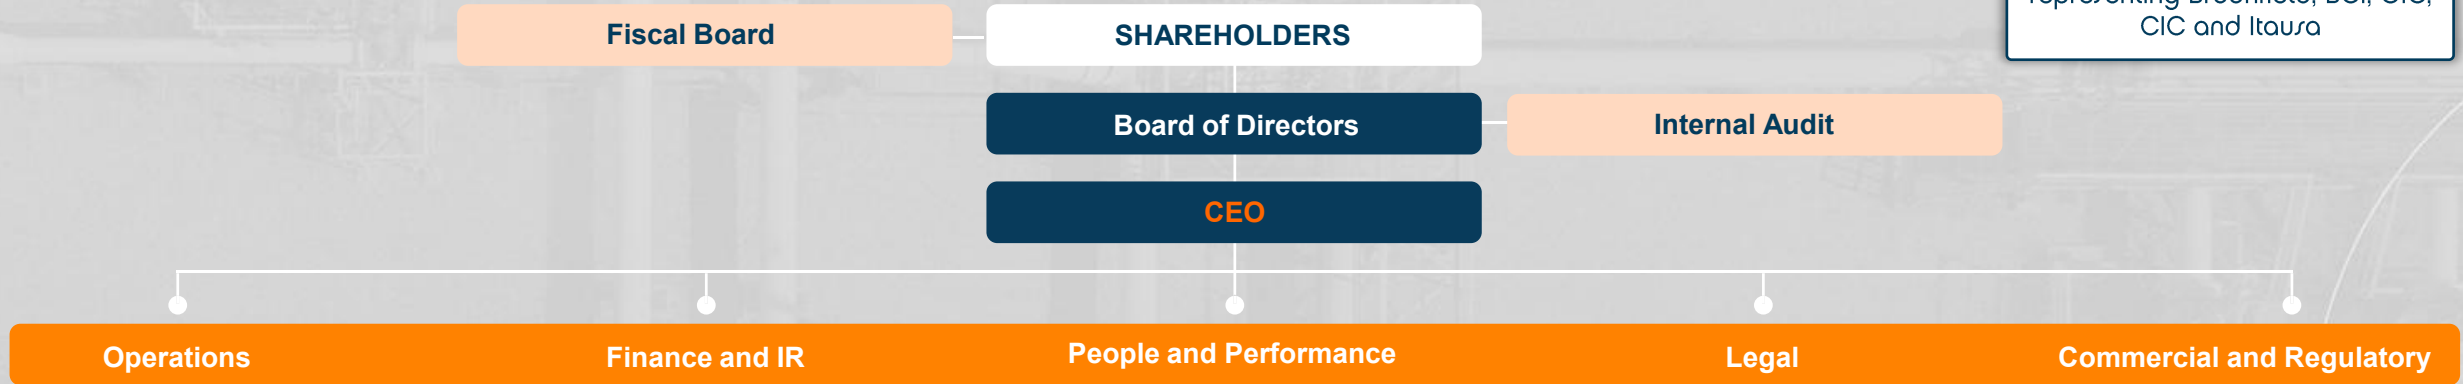 CIC and Itausa
Fiscal Board
SHAREHOLDERS
Board of Directors
Internal Audit
CEO
Operations
Finance and IR
People and Performance
Legal
Commercial and Regulatory